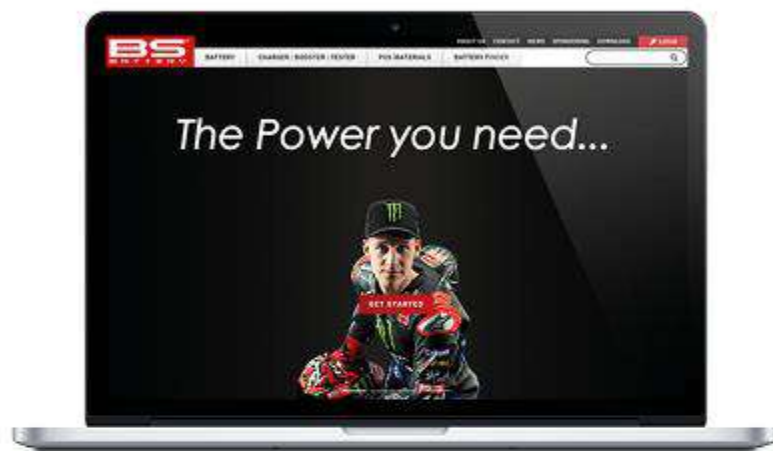 ABOUT US CONTACT NEWS SPONSORING DOWNLOAD LOGIN
BS
BATTERY
BATTERY CHARGER | BOOSTER | TESTER POS MATERIALS BATTERY FINDER
The Power you need...
GET STARTED